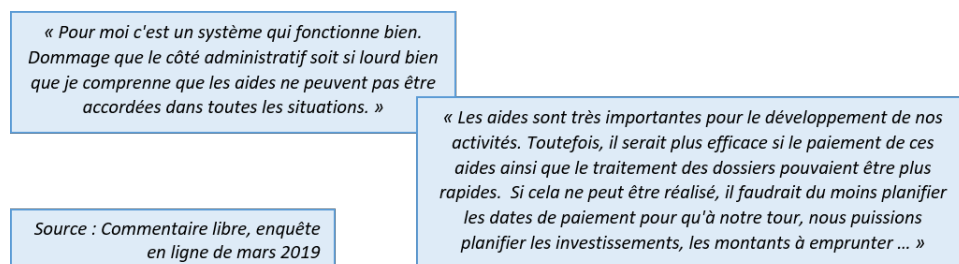 « Pour moi c'est un système qui fonctionne bien.
Dommage que le côté administratif soit si lourd bien
que je comprenne que les aides ne peuvent pas être
accordées dans toutes les situations. »
« Les aides sont très importantes pour le développement de nos
activités. Toutefois, il serait plus efficace si le paiement de ces
aides ainsi que le traitement des dossiers pouvaient être plus
rapides. Si cela ne peut être réalisé, il faudrait du moins planifier
les dates de paiement pour qu'à notre tour, nous puissions
planifier les investissements, les montants à emprunter ... »
Source : Commentaire libre, enquête
en ligne de mars 2019